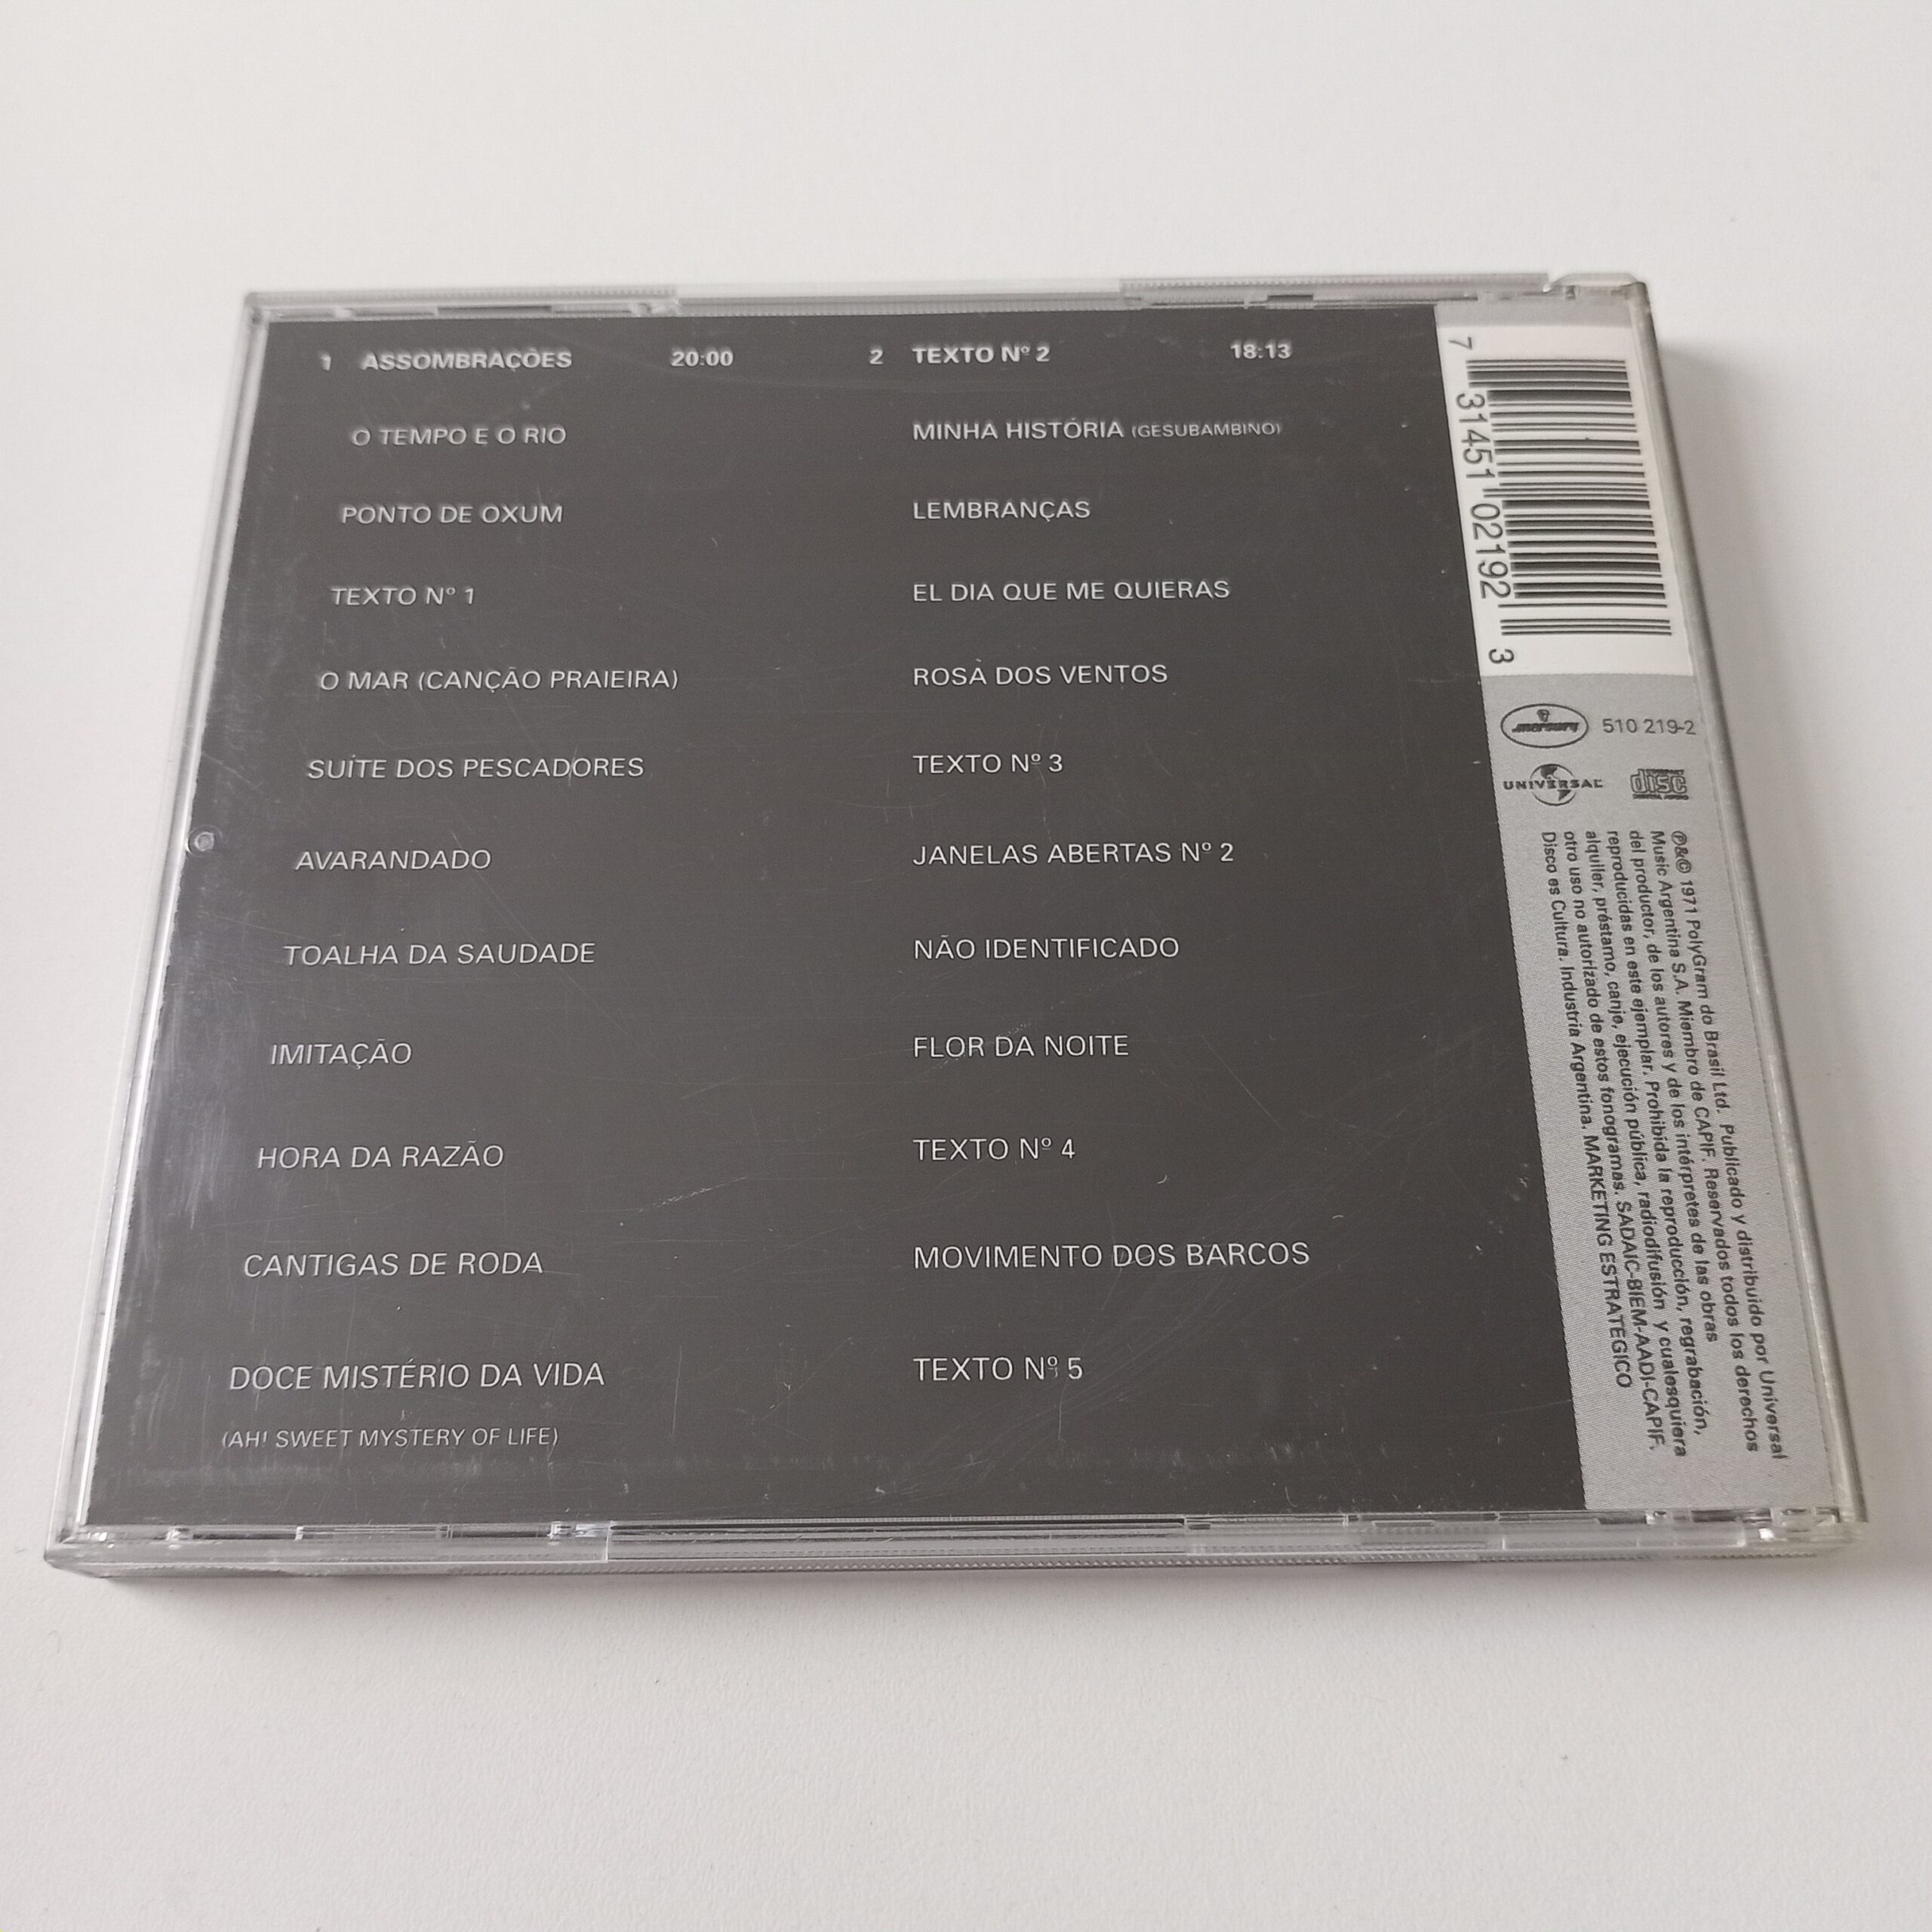 1 ASSOMBRAÇÕES 20:00
O TEMPO E O RIO
PONTO DE OXUM
TEXTO Nº 1
O MAR (CANÇÃO PRAIEIRA)
SUÍTE DOS PESCADORES
AVARANDADO
TOALHA DA SAUDADE
IMITAÇÃO
HORA DA RAZÃO
CANTIGAS DE RODA
DOCE MISTÉRIO DA VIDA
(AH! SWEET MYSTERY OF LIFE)
2 TEXTO Nº 2 18:13
MINHA HISTÓRIA (GESUBAMBINO)
LEMBRANÇAS
EL DIA QUE ME QUIERAS
ROSA DOS VENTOS
TEXTO Nº 3
JANELAS ABERTAS Nº 2
NÃO IDENTIFICADO
FLOR DA NOITE
TEXTO Nº 4
MOVIMENTO DOS BARCOS
TEXTO Nº 5
7 31451 02192 3
mercury 510 219-2
UNIVERSAL disc
℗&© 1971 PolyGram do Brasil Ltd. Publicado y distribuido por Universal
Music Argentina S.A. Miembro de CAPIF. Reservados todos los derechos
del productor, de los autores y de los intérpretes de las obras
reproducidas en este ejemplar. Prohibida la reproducción, regrabación,
alquiler, préstamo, canje, ejecución pública, radiodifusión y cualesquiera
otro uso no autorizado de estos fonogramas. SADAIC-BIEM-AADI-CAPIF.
Disco es Cultura. Industria Argentina. MARKETING ESTRATEGICO